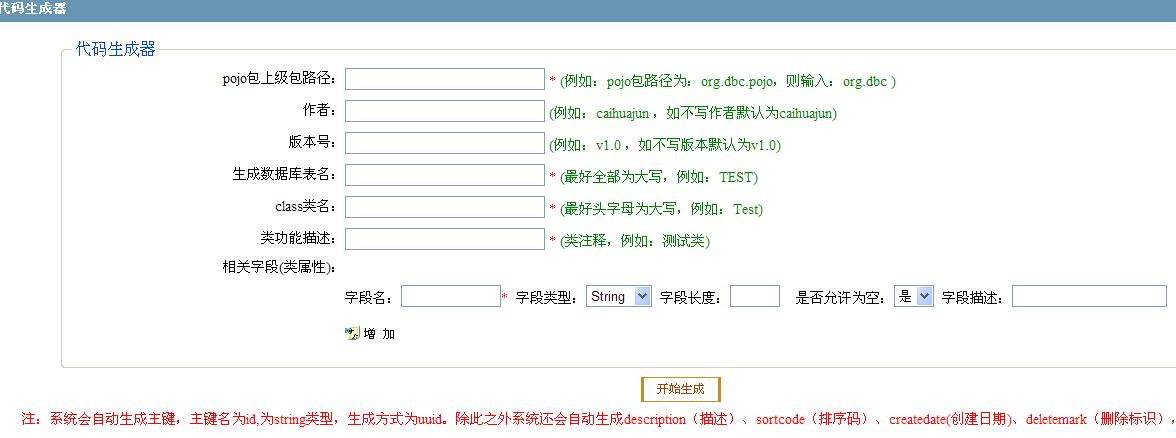 代码生成器
代码生成器
pojo包上级包路径： * (例如：pojo包路径为：org.dbc.pojo，则输入：org.dbc )
作者： (例如：caihuajun，如不写作者默认为caihuajun)
版本号： (例如：v1.0，如不写版本默认为v1.0)
生成数据库表名： * (最好全部为大写，例如：TEST)
class类名： * (最好头字母为大写，例如：Test)
类功能描述： * (类注释，例如：测试类)
相关字段(类属性)：
字段名： * 字段类型： String 字段长度： 是否允许为空： 是 字段描述：
增 加
开始生成
注：系统会自动生成主键，主键名为id,为string类型，生成方式为uuid。除此之外系统还会自动生成description（描述）、sortcode（排序码）、createdate(创建日期)、deletemark（删除标识），